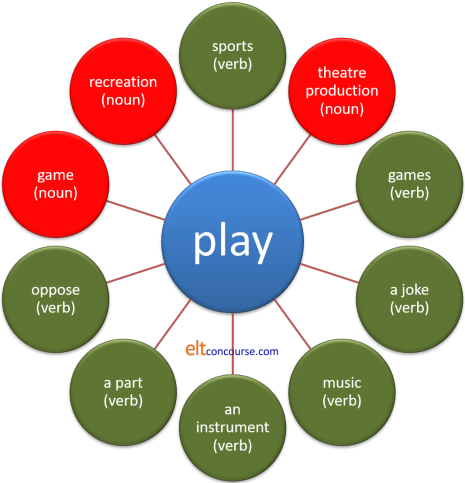 sports
(verb)
theatre
production
(noun)
games
(verb)
a joke
(verb)
music
(verb)
an
instrument
(verb)
a part
(verb)
oppose
(verb)
game
(noun)
recreation
(noun)
play
eltconcourse.com